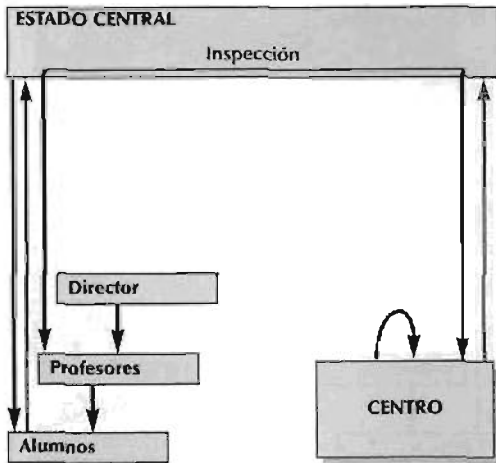 ESTADO CENTRAL
Inspección
Director
Profesores
CENTRO
Alumnos